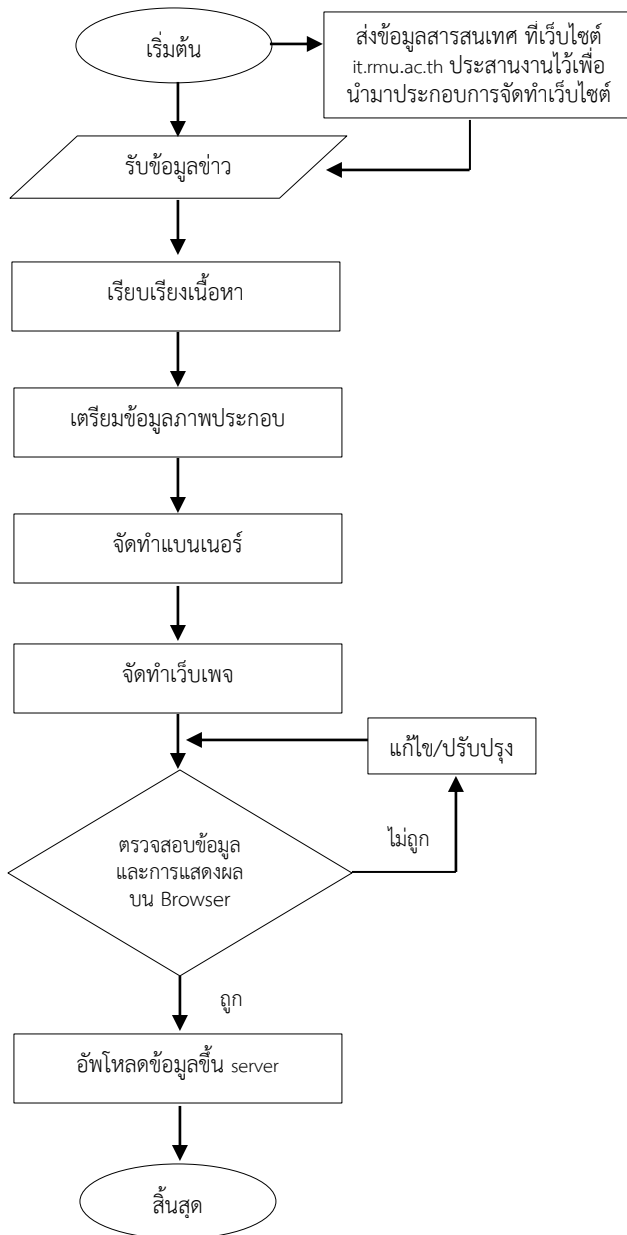 เริ่มต้น
ส่งข้อมูลสารสนเทศ ที่เว็บไซต์
it.rmu.ac.th ประสานงานไว้เพื่อ
นำมาประกอบการจัดทำเว็บไซต์
รับข้อมูลข่าว
เรียบเรียงเนื้อหา
เตรียมข้อมูลภาพประกอบ
จัดทำแบนเนอร์
จัดทำเว็บเพจ
แก้ไข/ปรับปรุง
ตรวจสอบข้อมูล
และการแสดงผล
บน Browser
ไม่ถูก
ถูก
อัพโหลดข้อมูลขึ้น server
สิ้นสุด